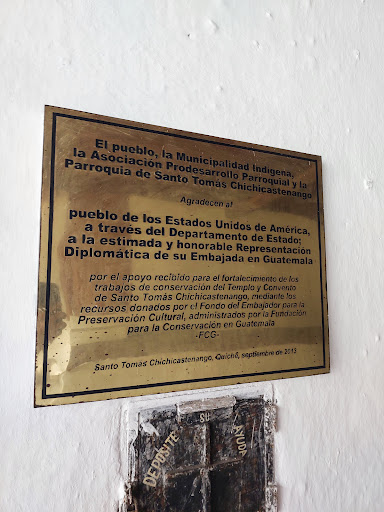 El pueblo, la Municipalidad Indígena,
la Asociación Prodesarrollo Parroquial y la
Parroquia de Santo Tomás Chichicastenango
Agradecen al
pueblo de los Estados Unidos de América,
a través del Departamento de Estado;
a la estimada y honorable Representación
Diplomática de su Embajada en Guatemala
por el apoyo recibido para el fortalecimiento de los
trabajos de conservación del Templo y Convento
de Santo Tomás Chichicastenango, mediante los
recursos donados por el Fondo del Embajador para la
Preservación Cultural, administrados por la Fundación
para la Conservación en Guatemala
-FCG-
Santo Tomás Chichicastenango, Quiché, septiembre de 2013
DEPOSITE SU AYUDA